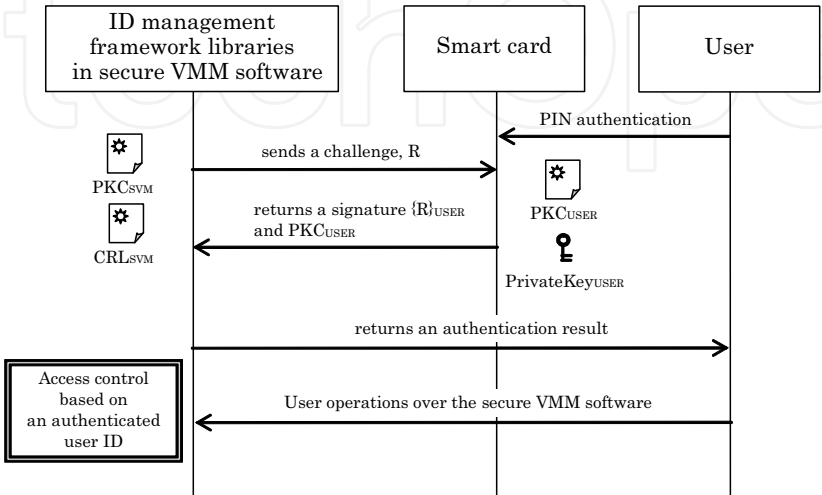 ID management
framework libraries
in secure VMM software
Smart card
User
PIN authentication
sends a challenge, R
PKCSVM
PKCUSER
returns a signature {R}USER
and PKCUSER
CRLSVM
PrivateKeyUSER
returns an authentication result
Access control
based on
an authenticated
user ID
User operations over the secure VMM software